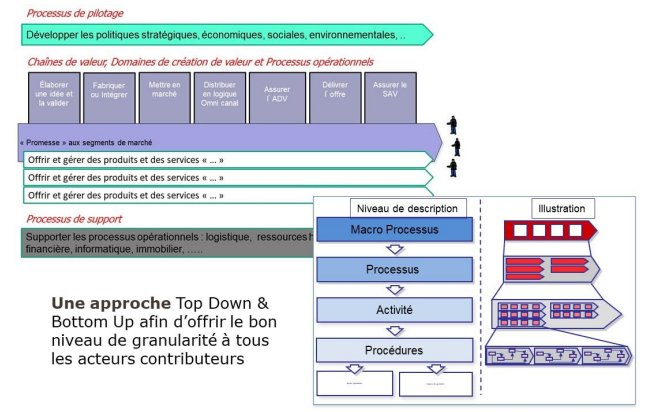 Processus de pilotage
Développer les politiques stratégiques, économiques, sociales, environnementales, ..
Chaînes de valeur, Domaines de création de valeur et Processus opérationnels
Élaborer
une idée et
la valider
Fabriquer
ou Intégrer
Mettre en
marché
Distribuer
en logique
Omni canal
Assurer
l´ADV
Délivrer
l´offre
Assurer le
SAV
« Promesse » aux segments de marché
Offrir et gérer des produits et des services « ... »
Offrir et gérer des produits et des services « ... »
Offrir et gérer des produits et des services « ... »
Processus de support
Supporter les processus opérationnels : logistique, ressources
financière, informatique, immobilier, .....
Niveau de description
Illustration
Macro Processus
Processus
Activité
Procédures
Une approche Top Down &
Bottom Up afin d'offrir le bon
niveau de granularité à tous
les acteurs contributeurs